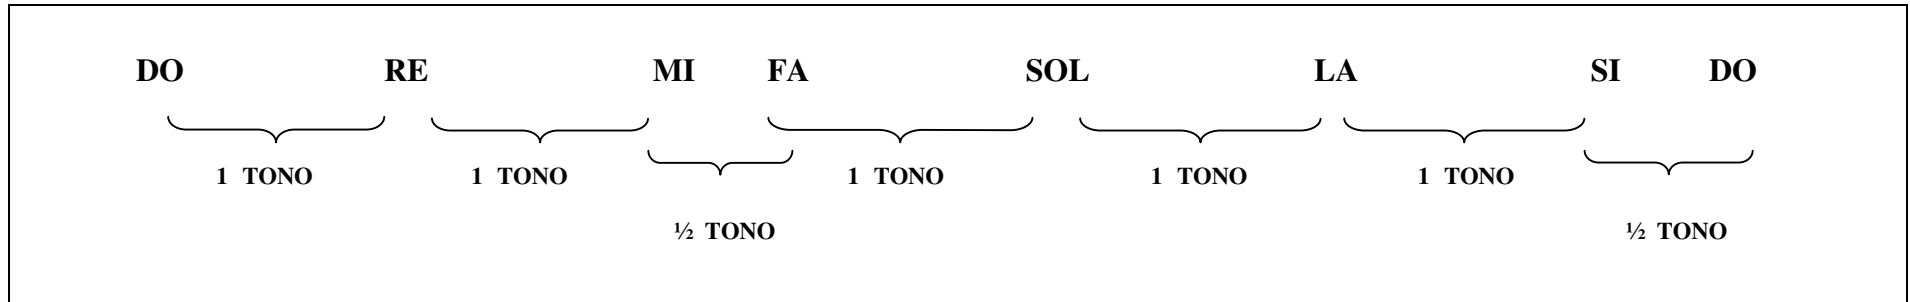 DO RE MI FA SOL LA SI DO
1 TONO 1 TONO 1 TONO 1 TONO 1 TONO
½ TONO ½ TONO